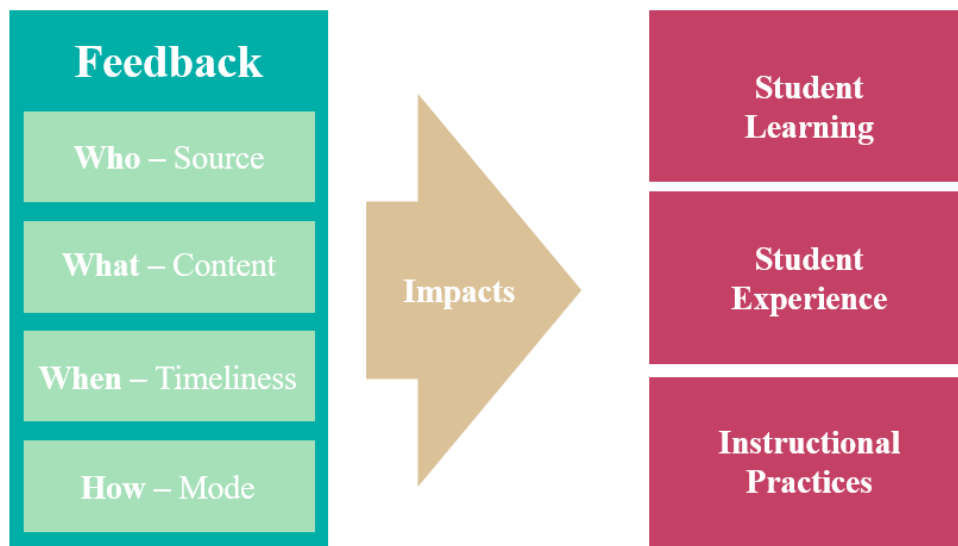 Feedback
Who – Source
What – Content
When – Timeliness
How – Mode
Impacts
Student
Learning
Student
Experience
Instructional
Practices